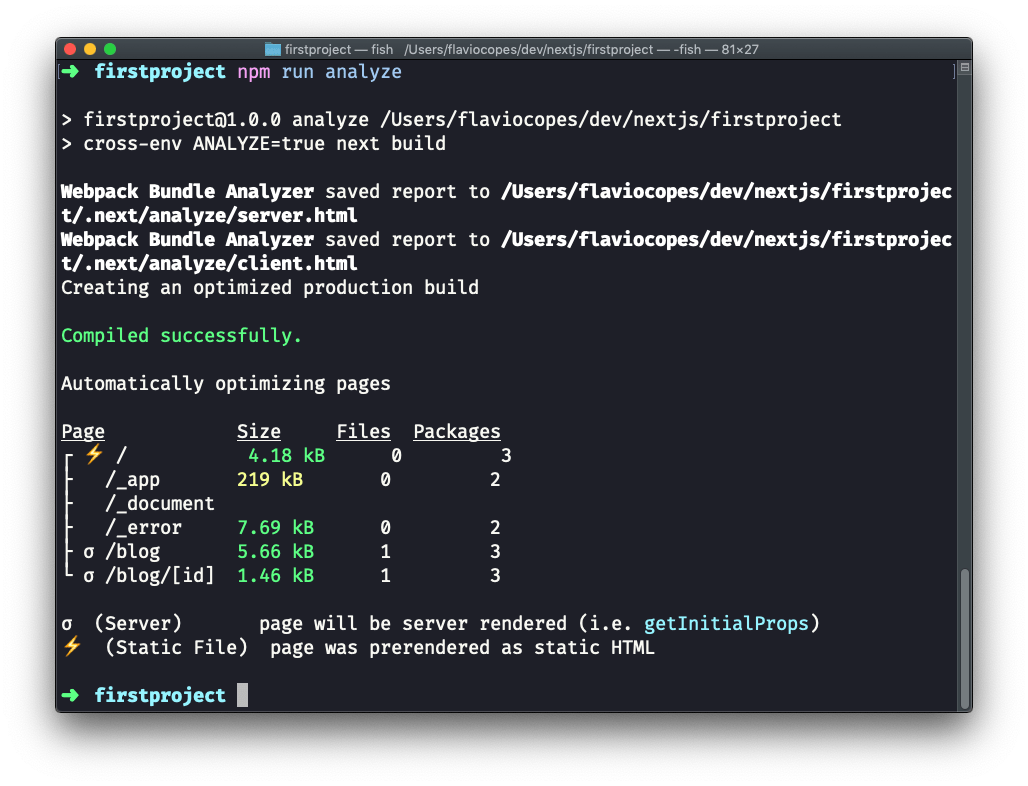 firstproject — fish /Users/flaviocopes/dev/nextjs/firstproject — -fish — 81×27
[➜ firstproject npm run analyze ]
> firstproject@1.0.0 analyze /Users/flaviocopes/dev/nextjs/firstproject
> cross-env ANALYZE=true next build
Webpack Bundle Analyzer saved report to /Users/flaviocopes/dev/nextjs/firstprojec
t/.next/analyze/server.html
Webpack Bundle Analyzer saved report to /Users/flaviocopes/dev/nextjs/firstprojec
t/.next/analyze/client.html
Creating an optimized production build
Compiled successfully.
Automatically optimizing pages
Page Size Files Packages
┌ ⚡ / 4.18 kB 0 3
├ /_app 219 kB 0 2
├ /_document
├ /_error 7.69 kB 0 2
├ σ /blog 5.66 kB 1 3
└ σ /blog/[id] 1.46 kB 1 3
σ (Server) page will be server rendered (i.e. getInitialProps)
⚡ (Static File) page was prerendered as static HTML
➜ firstproject